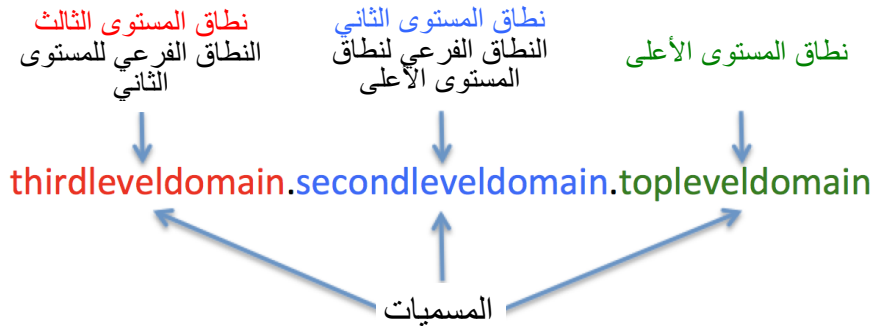 نطاق المستوى الثالث
النطاق الفرعي للمستوى
الثاني
نطاق المستوى الثاني
النطاق الفرعي لنطاق
المستوى الأعلى
نطاق المستوى الأعلى
thirdleveldomain.secondleveldomain.topleveldomain
المسميات